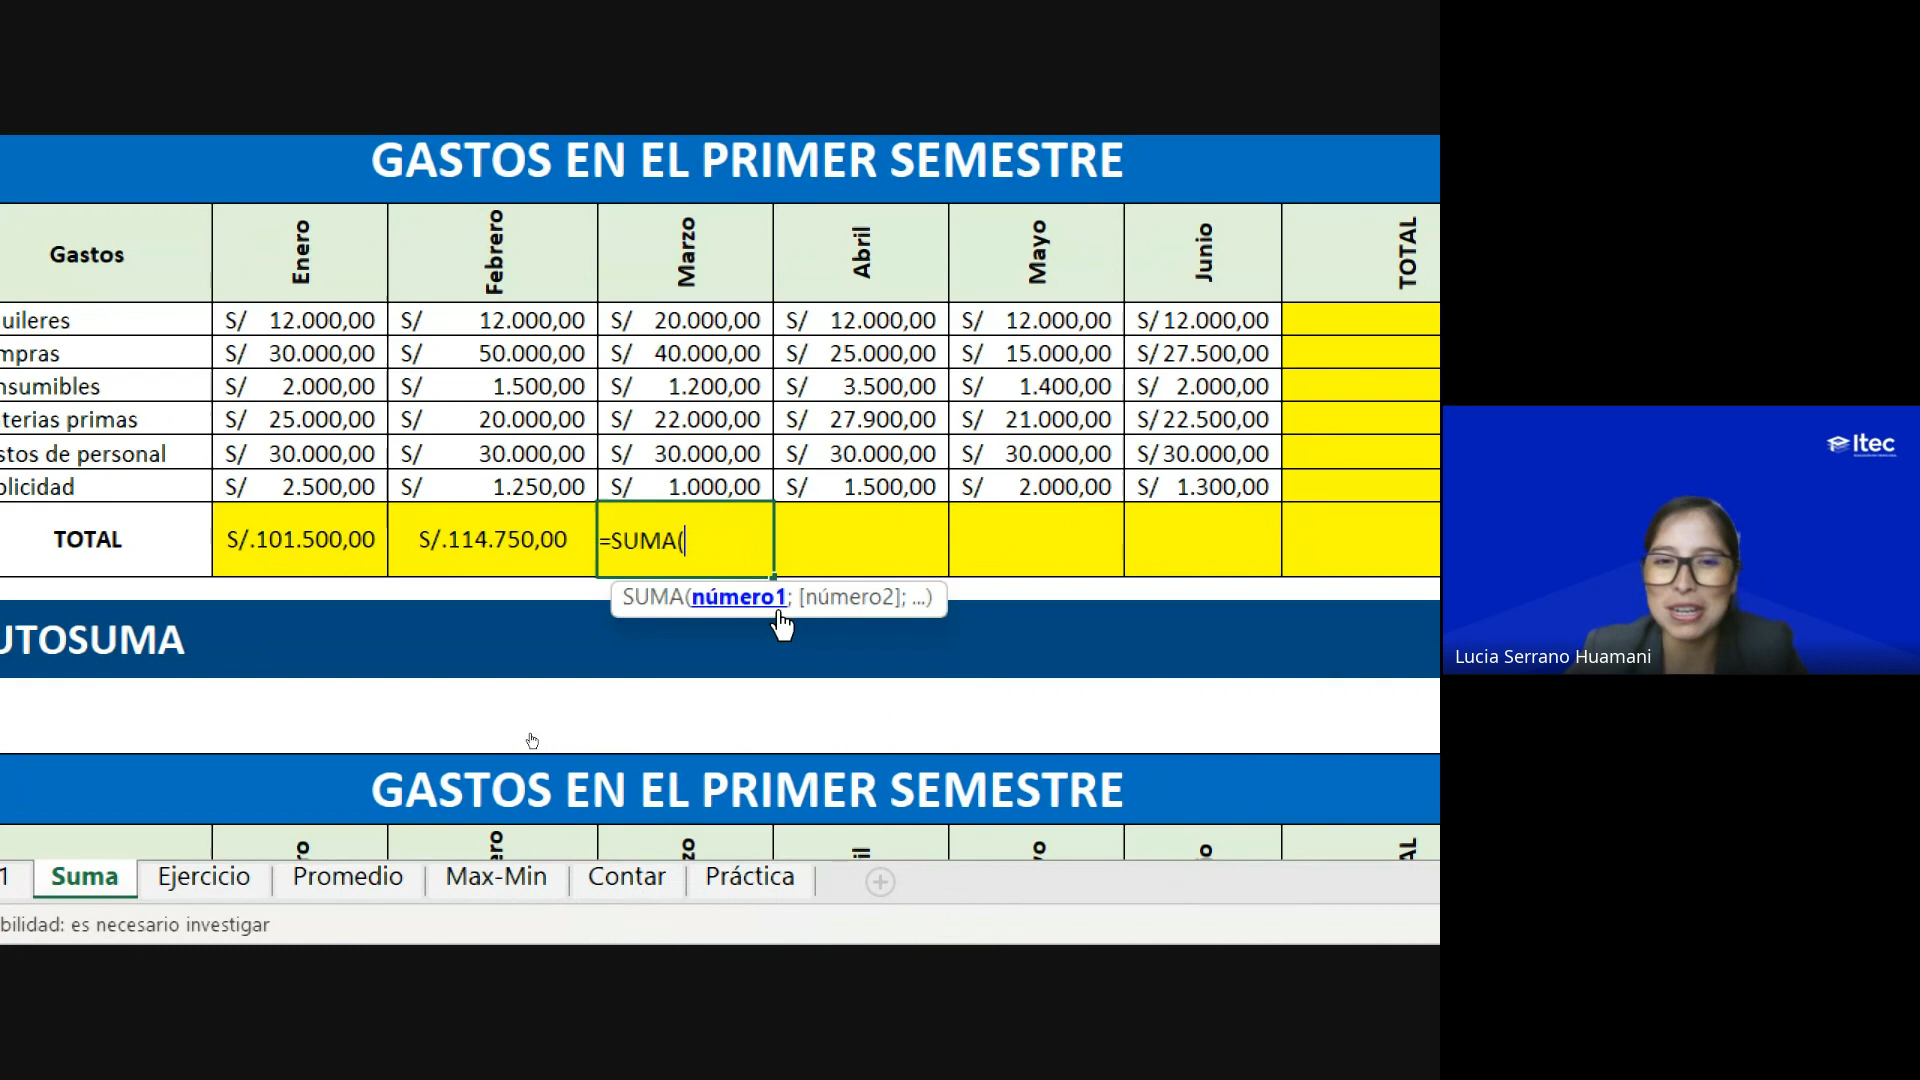 GASTOS EN EL PRIMER SEMESTRE
Gastos Enero Febrero Marzo Abril Mayo Junio TOTAL
uileres S/ 12.000,00 S/ 12.000,00 S/ 20.000,00 S/ 12.000,00 S/ 12.000,00 S/ 12.000,00
mpras S/ 30.000,00 S/ 50.000,00 S/ 40.000,00 S/ 25.000,00 S/ 15.000,00 S/ 27.500,00
nsumibles S/ 2.000,00 S/ 1.500,00 S/ 1.200,00 S/ 3.500,00 S/ 1.400,00 S/ 2.000,00
terias primas S/ 25.000,00 S/ 20.000,00 S/ 22.000,00 S/ 27.900,00 S/ 21.000,00 S/ 22.500,00
stos de personal S/ 30.000,00 S/ 30.000,00 S/ 30.000,00 S/ 30.000,00 S/ 30.000,00 S/ 30.000,00
licidad S/ 2.500,00 S/ 1.250,00 S/ 1.000,00 S/ 1.500,00 S/ 2.000,00 S/ 1.300,00
TOTAL S/.101.500,00 S/.114.750,00 =SUMA(
SUMA(número1; [número2]; ...)
UTOSUMA
GASTOS EN EL PRIMER SEMESTRE
ro ero zo il yo io AL
1 Suma Ejercicio Promedio Max-Min Contar Práctica
bilidad: es necesario investigar
Itec
Lucia Serrano Huamani